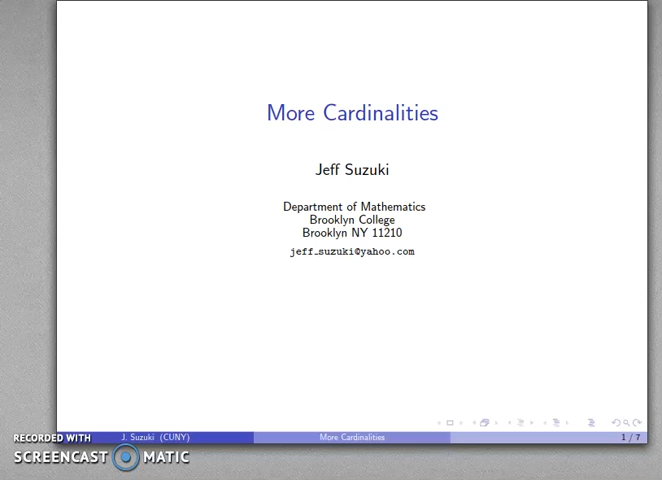 More Cardinalities
Jeff Suzuki
Department of Mathematics
Brooklyn College
Brooklyn NY 11210
jeff_suzuki@yahoo.com
J. Suzuki (CUNY)
More Cardinalities
1 / 7
RECORDED WITH
SCREENCAST MATIC